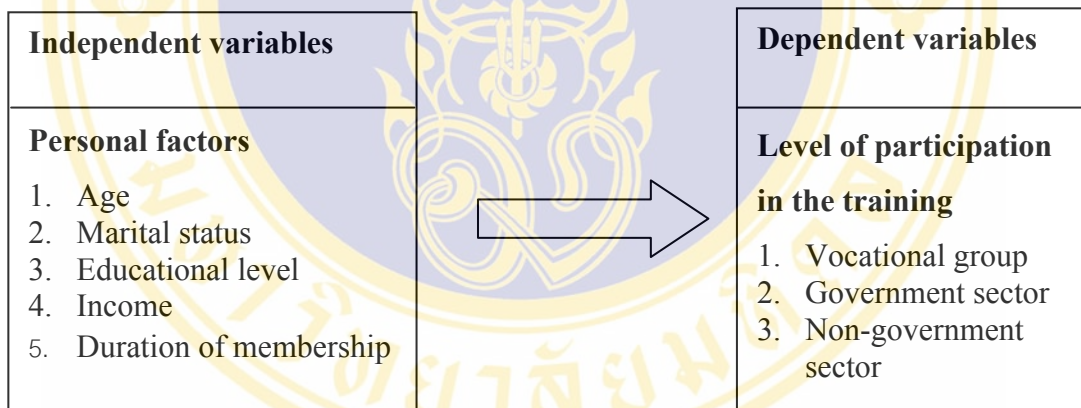 Independent variables
Personal factors
1. Age
2. Marital status
3. Educational level
4. Income
5. Duration of membership
Dependent variables
Level of participation
in the training
1. Vocational group
2. Government sector
3. Non-government
sector